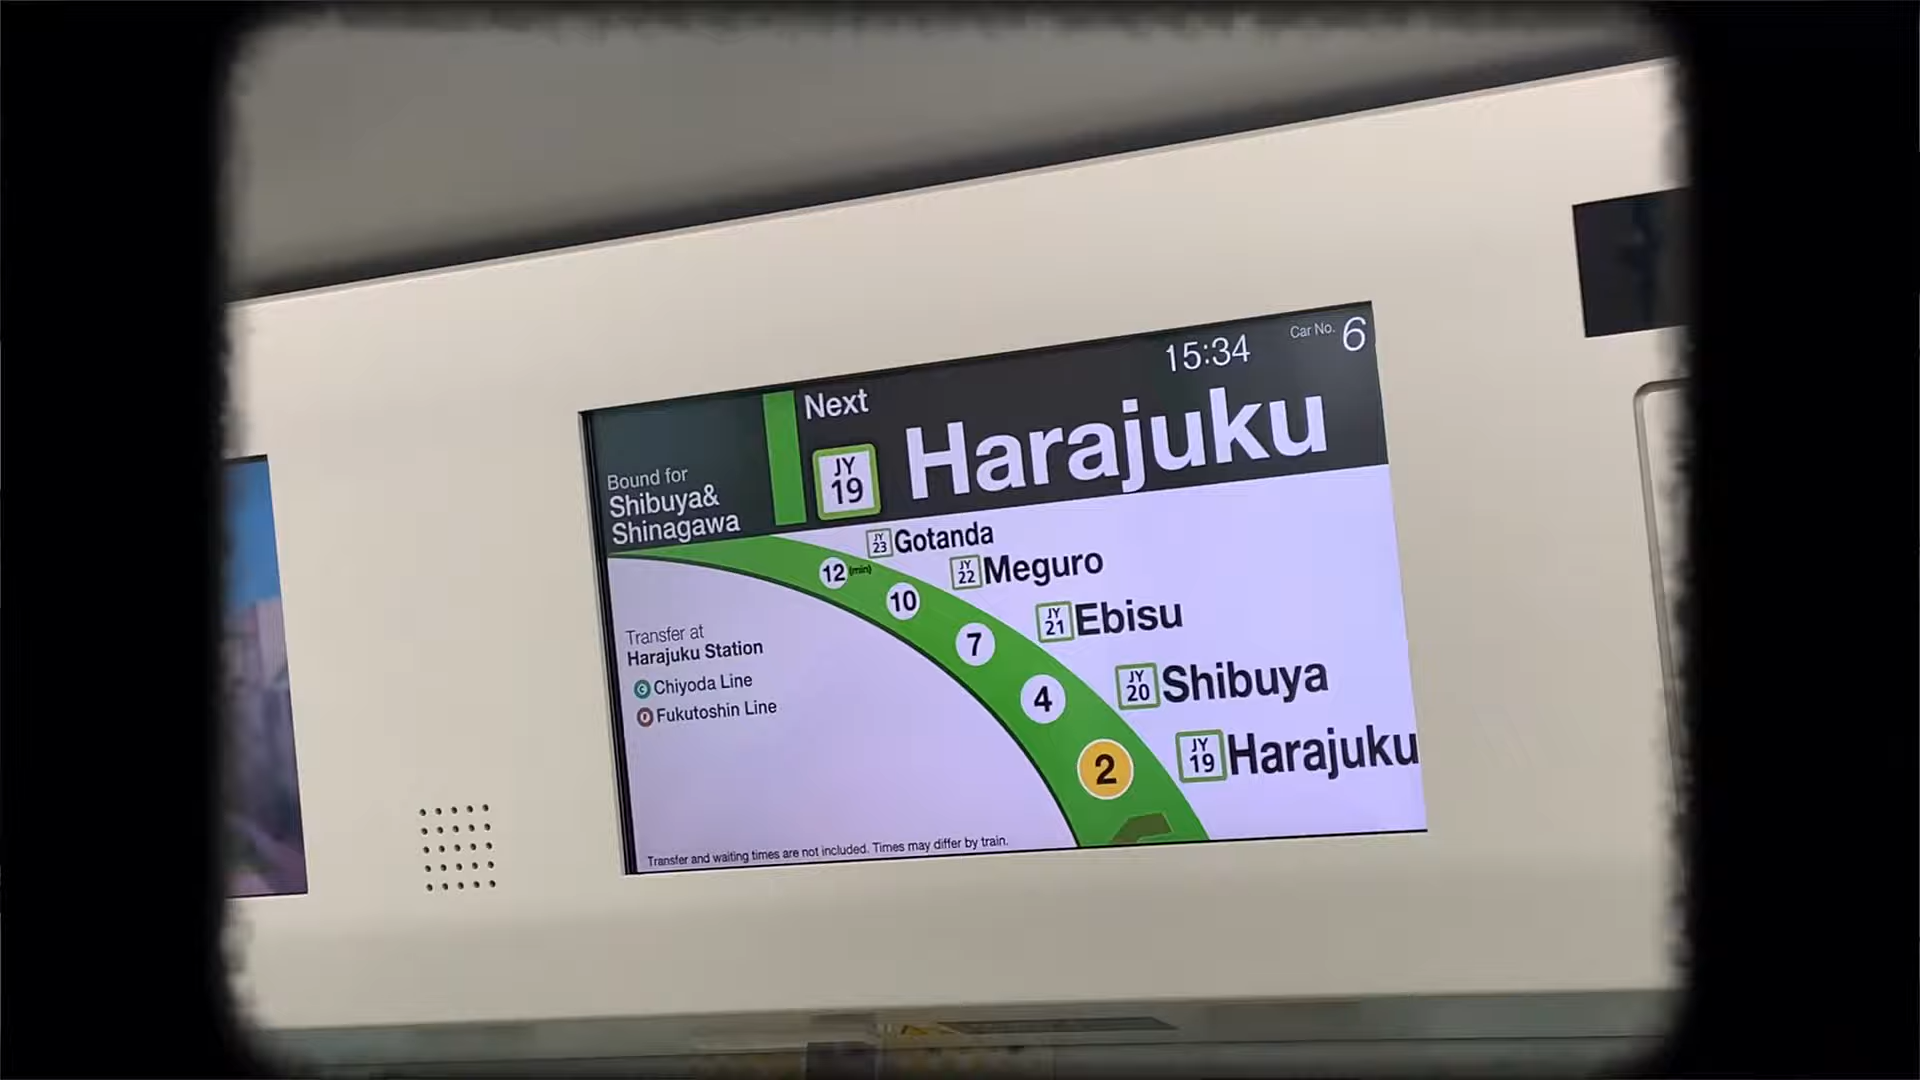 15:34
Car No. 6
Next
JY
19
Harajuku
Bound for
Shibuya&
Shinagawa
JY
23
Gotanda
12 (min)
JY
22
Meguro
10
JY
21
Ebisu
7
JY
20
Shibuya
4
JY
19
Harajuku
2
Transfer at
Harajuku Station
C Chiyoda Line
F Fukutoshin Line
Transfer and waiting times are not included. Times may differ by train.